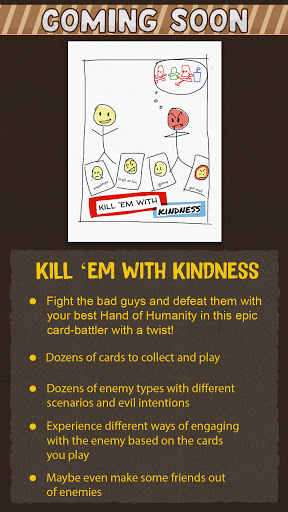 COMING SOON
empathize
laugh at him
ignore
get mad
KILL 'EM WITH
KINDNESS
KILL 'EM WITH KINDNESS
Fight the bad guys and defeat them with
your best Hand of Humanity in this epic
card-battler with a twist!
Dozens of cards to collect and play
Dozens of enemy types with different
scenarios and evil intentions
Experience different ways of engaging
with the enemy based on the cards
you play
Maybe even make some friends out
of enemies